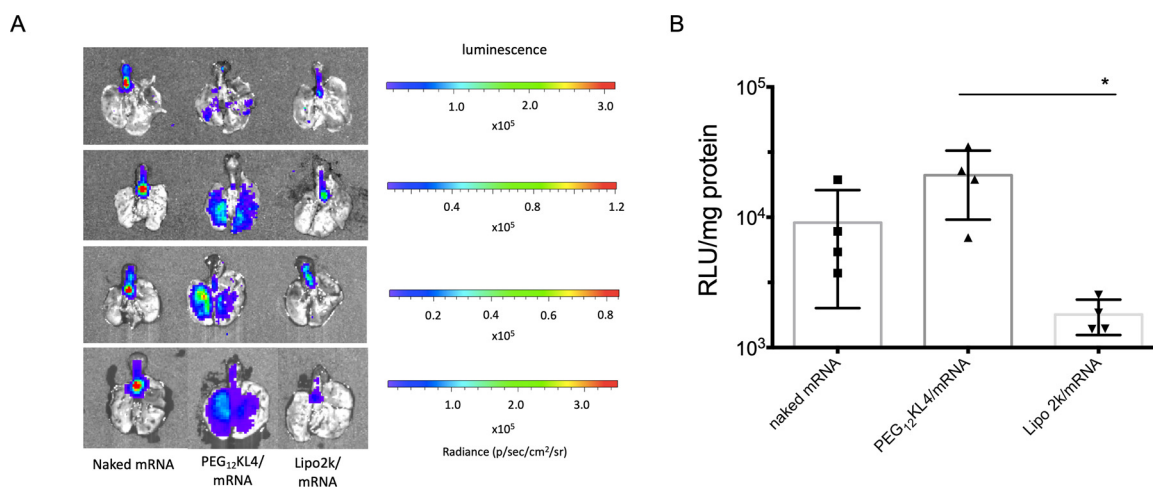 A
luminescence
1.0 2.0 3.0
x10⁵
0.4 0.8 1.2
x10⁵
0.2 0.4 0.6 0.8
x10⁵
1.0 2.0 3.0
x10⁵
Radiance (p/sec/cm²/sr)
Naked mRNA
PEG₁₂KL4/
mRNA
Lipo2k/
mRNA
B
*
10⁵
10⁴
10³
RLU/mg protein
naked mRNA
PEG₁₂KL4/mRNA
Lipo 2k/mRNA